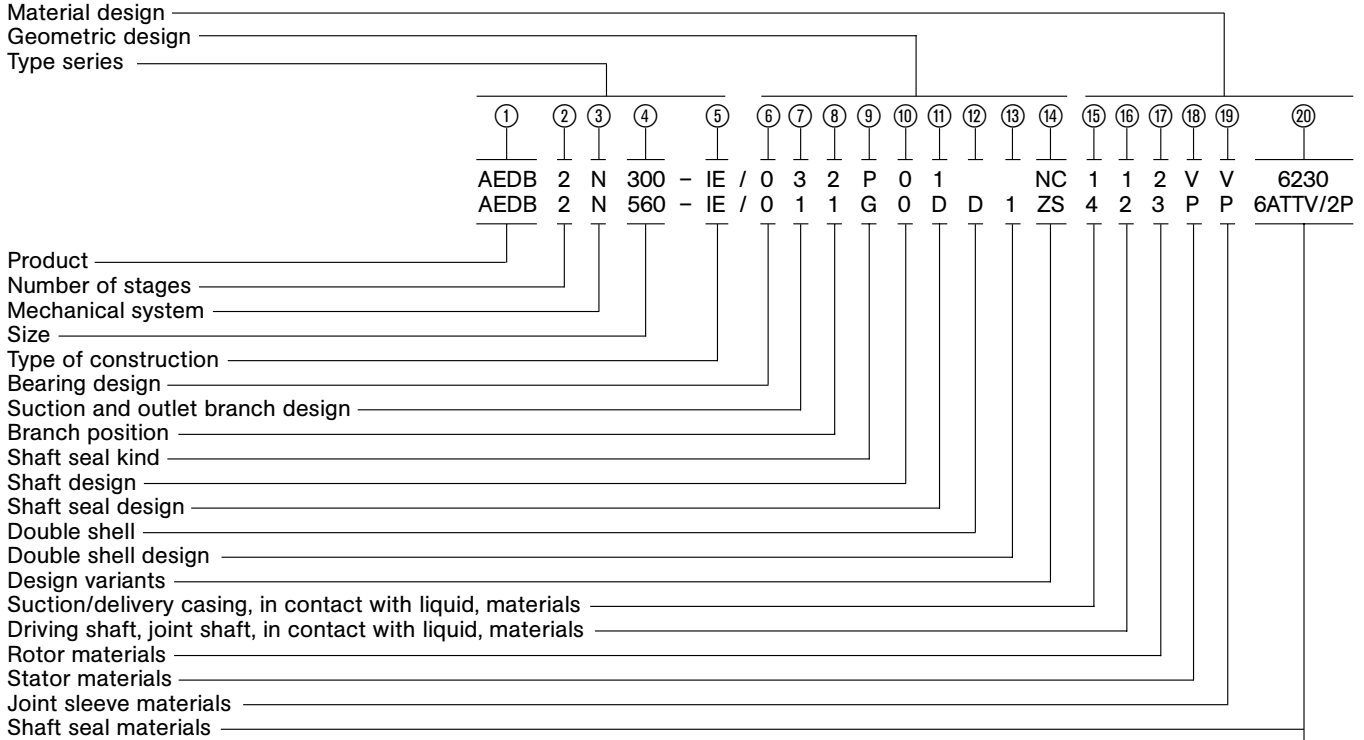 Material design
Geometric design
Type series
① ② ③ ④ ⑤ ⑥ ⑦ ⑧ ⑨ ⑩ ⑪ ⑫ ⑬ ⑭ ⑮ ⑯ ⑰ ⑱ ⑲ ⑳
AEDB 2 N 300 – IE / 0 3 2 P 0 1 NC 1 1 2 V V 6230
AEDB 2 N 560 – IE / 0 1 1 G 0 D D 1 ZS 4 2 3 P P 6ATTV/2P
Product
Number of stages
Mechanical system
Size
Type of construction
Bearing design
Suction and outlet branch design
Branch position
Shaft seal kind
Shaft design
Shaft seal design
Double shell
Double shell design
Design variants
Suction/delivery casing, in contact with liquid, materials
Driving shaft, joint shaft, in contact with liquid, materials
Rotor materials
Stator materials
Joint sleeve materials
Shaft seal materials